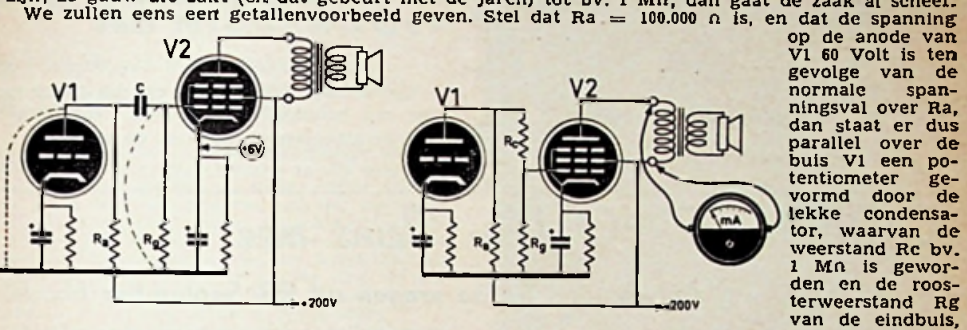 zijn, zo gauw die zakt (en dat gebeurt met de jaren) tot bv. 1 MΩ, dan gaat de zaak al scheef.
We zullen eens een getallenvoorbeeld geven. Stel dat Ra = 100.000 Ω is, en dat de spanning
op de anode van
V1 60 Volt is ten
gevolge van de
normale span-
ningsval over Ra,
dan staat er dus
parallel over de
buis V1 een po-
tentiometer ge-
vormd door de
lekke condensa-
tor, waarvan de
weerstand Rc bv.
1 MΩ is gewor-
den en de roos-
terweerstand Rg
van de eindbuis,
V1
C
V2
+6V
+
+
Ra
Rg
+200V
V1
V2
Rc
+
+
Ra
Rg
mA
+200V